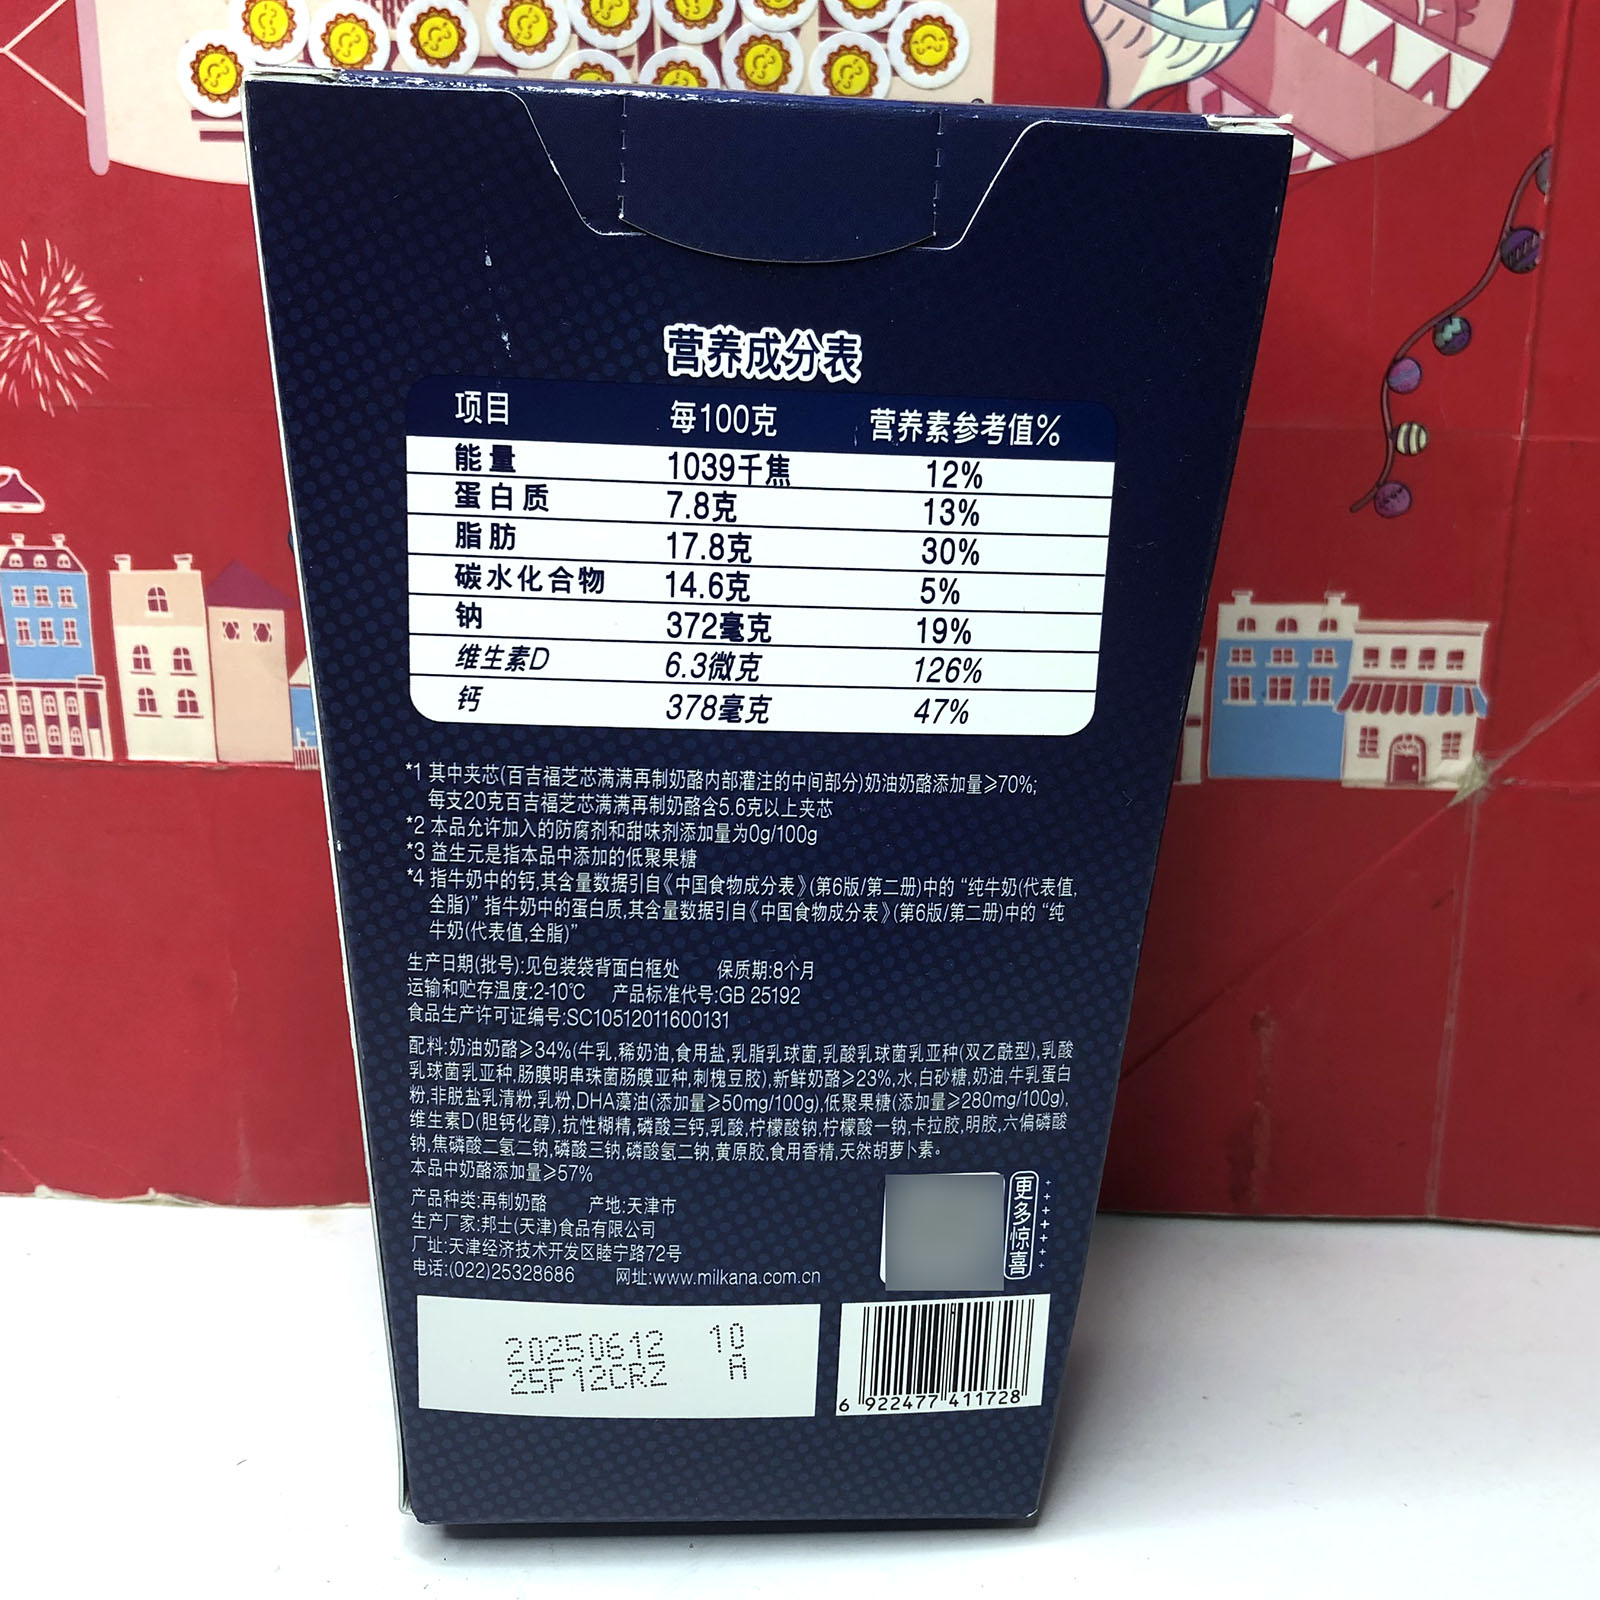 营养成分表
项目 每100克 营养素参考值%
能量 1039千焦 12%
蛋白质 7.8克 13%
脂肪 17.8克 30%
碳水化合物 14.6克 5%
钠 372毫克 19%
维生素D 6.3微克 126%
钙 378毫克 47%
*1 其中夹芯(百吉福芝芯满满再制奶酪内部灌注的中间部分)奶油奶酪添加量≥70%;
每支20克百吉福芝芯满满再制奶酪含5.6克以上夹芯
*2 本品允许加入的防腐剂和甜味剂添加量为0g/100g
*3 益生元是指本品中添加的低聚果糖
*4 指牛奶中的钙,其含量数据引自《中国食物成分表》(第6版/第二册)中的“纯牛奶(代表值,
全脂)” 指牛奶中的蛋白质,其含量数据引自《中国食物成分表》(第6版/第二册)中的“纯
牛奶(代表值,全脂)”
生产日期(批号):见包装袋背面白框处 保质期:8个月
运输和贮存温度:2-10℃ 产品标准代号:GB 25192
食品生产许可证编号:SC10512011600131
配料:奶油奶酪≥34%(牛乳,稀奶油,食用盐,乳脂乳球菌,乳酸乳球菌乳亚种(双乙酰型),乳酸
乳球菌乳亚种,肠膜明串珠菌肠膜亚种,刺槐豆胶),新鲜奶酪≥23%,水,白砂糖,奶油,牛乳蛋白
粉,非脱盐乳清粉,乳粉,DHA藻油(添加量≥50mg/100g),低聚果糖(添加量≥280mg/100g),
维生素D(胆钙化醇),抗性糊精,磷酸三钙,乳酸,柠檬酸钠,柠檬酸一钠,卡拉胶,明胶,六偏磷酸
钠,焦磷酸二氢二钠,磷酸三钠,磷酸氢二钠,黄原胶,食用香精,天然胡萝卜素。
本品中奶酪添加量≥57%
产品种类:再制奶酪 产地:天津市
生产厂家:邦士(天津)食品有限公司
厂址:天津经济技术开发区睦宁路72号
电话:(022)25328686 网址:www.milkana.com.cn
更多惊喜
20250612 10
25F12CRZ A
6 922477 411728